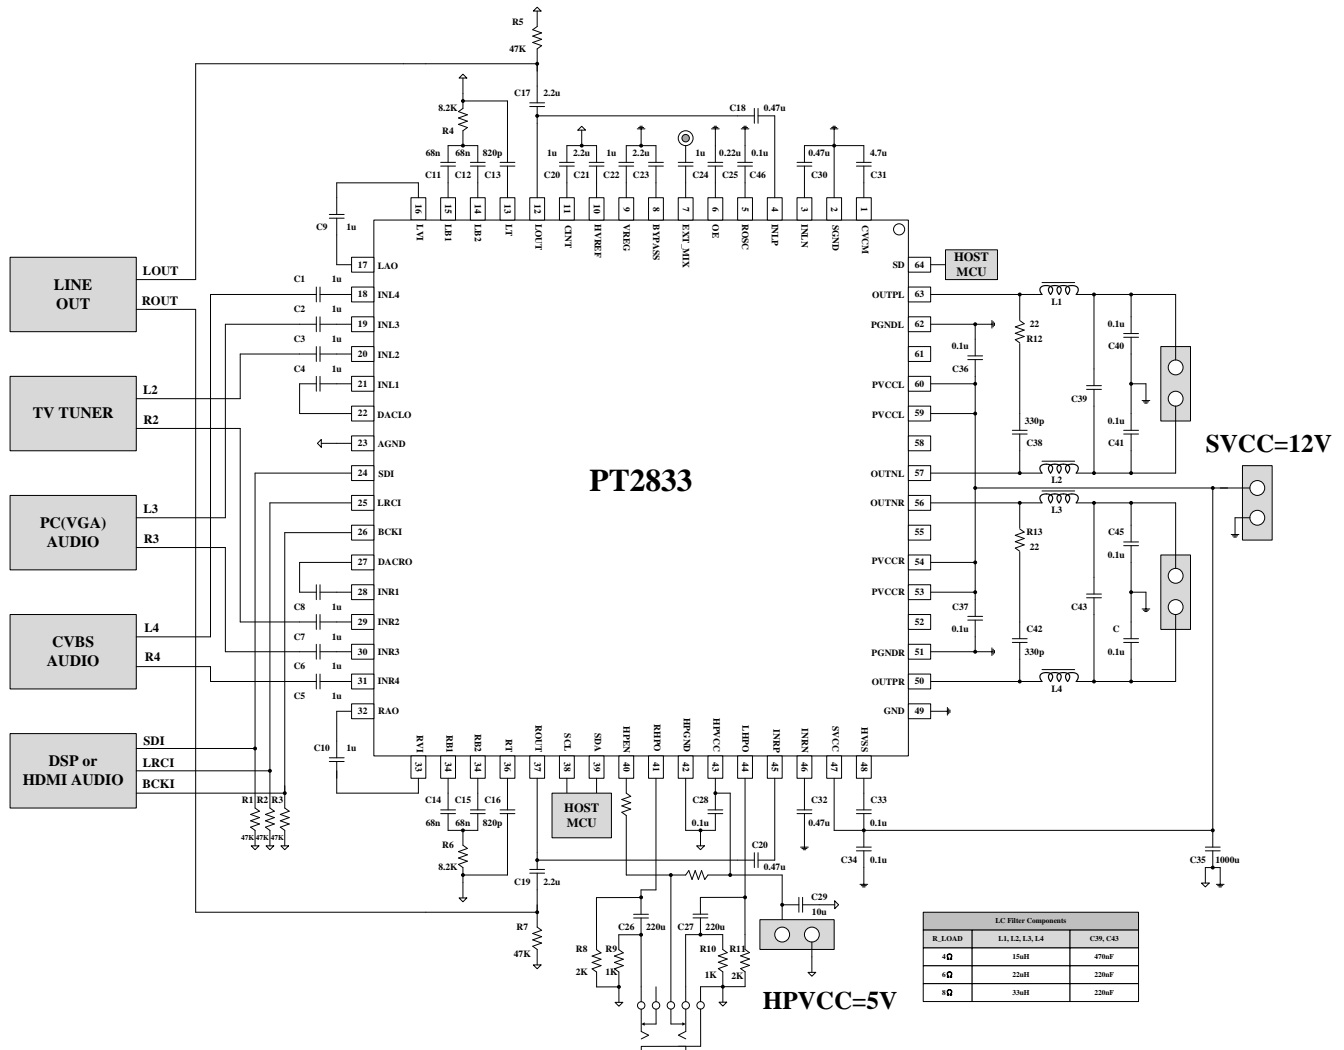 R5
47K
C17 2.2u
C18 0.47u
8.2K
R4
68n 68n 820p
C11 C12 C13
1u 2.2u 1u 2.2u 1u 0.22u 0.1u 0.47u 4.7u
C20 C21 C22 C23 C24 C25 C46 C30 C31
16 15 14 13 12 11 10 9 8 7 6 5 4 3 2 1
LVI LB1 LB2 LT LOUT CINT HVREF VREG BYPASS EXT_MIX OE ROSC INLP INLN SGND CVCM
C9 1u
17 LAO
C1 1u
18 INL4
C2 1u
19 INL3
C3 1u
20 INL2
C4 1u
21 INL1
22 DACLO
23 AGND
24 SDI
25 LRCI
26 BCKI
27 DACRO
28 INR1
C8 1u
29 INR2
C7 1u
30 INR3
C6 1u
31 INR4
C5 1u
32 RAO
C10 1u
LINE
OUT
LOUT
ROUT
TV TUNER
L2
R2
PC(VGA)
AUDIO
L3
R3
CVBS
AUDIO
L4
R4
DSP or
HDMI AUDIO
SDI
LRCI
BCKI
R1 R2 R3
47K 47K 47K
PT2833
SD 64
HOST
MCU
OUTPL 63
PGNDL 62
61
PVCCL 60
PVCCL 59
58
OUTNL 57
OUTNR 56
55
PVCCR 54
PVCCR 53
52
PGNDR 51
OUTPR 50
GND 49
L1
22
R12
0.1u
C36
0.1u
C40
C39
330p
C38
0.1u
C41
L2
SVCC=12V
L3
R13
22
C45
0.1u
C37
0.1u
C43
C42
330p
C
0.1u
L4
RVI RB1 RB2 RT ROUT SCL SDA HPEN RHPO HPGND HPVCC LHPO INRP INRN SVCC HVSS
33 34 34 36 37 38 39 40 41 42 43 44 45 46 47 48
C14 C15 C16
68n 68n 820p
R6
8.2K
HOST
MCU
C28
0.1u
C32
0.47u
C33
0.1u
C34 0.1u
C35 1000u
C20
0.47u
C19 2.2u
R7
47K
C29
10u
C26
220u
C27
220u
R8
2K
R9
1K
R10
1K
R11
2K
HPVCC=5V
LC Filter Components
R_LOAD L1, L2, L3, L4 C39, C43
4Ω 15uH 470nF
6Ω 22uH 220nF
8Ω 33uH 220nF